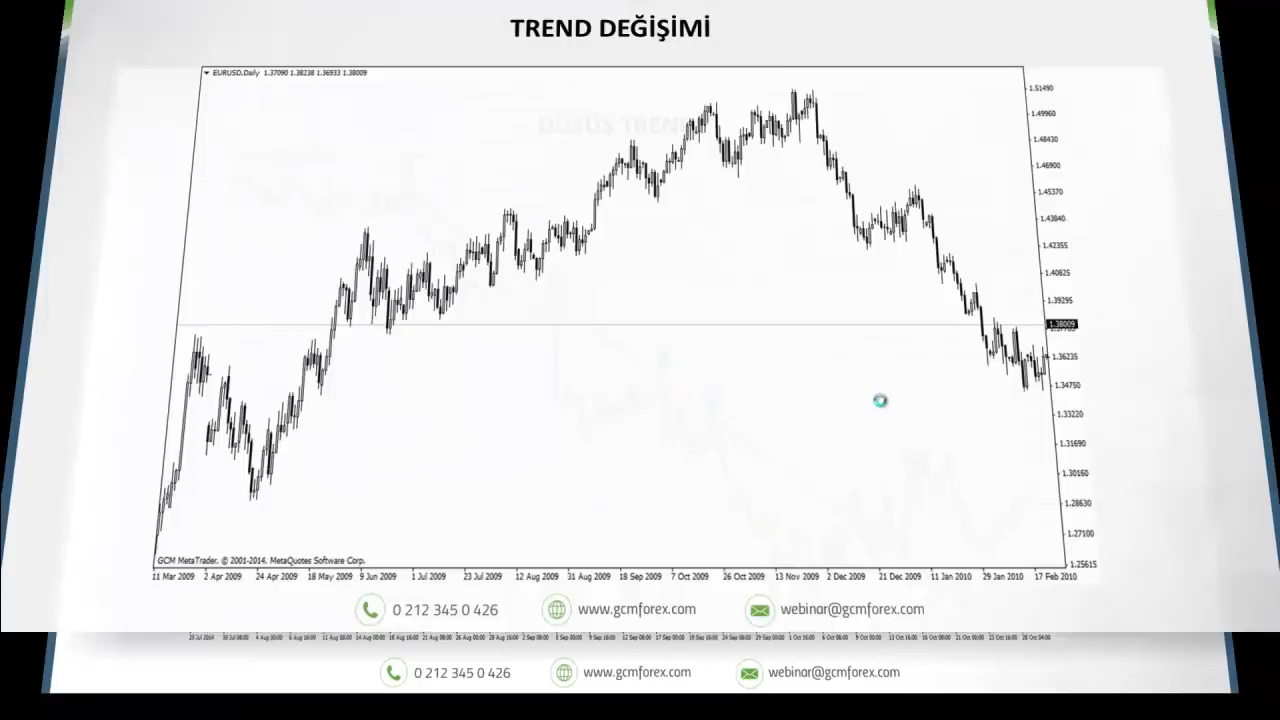 TREND DEĞİŞİMİ
EURUSD,Daily 1.37090 1.38238 1.36933 1.38009
DÜŞÜŞ TREND
1.51490
1.49960
1.48430
1.46900
1.45370
1.43840
1.42355
1.40825
1.39295
1.38009
1.37765
1.36235
1.34750
1.33220
1.31690
1.30160
1.28630
1.27100
1.25615
GCM MetaTrader, © 2001-2014, MetaQuotes Software Corp.
11 Mar 2009 2 Apr 2009 24 Apr 2009 18 May 2009 9 Jun 2009 1 Jul 2009 23 Jul 2009 12 Aug 2009 31 Aug 2009 18 Sep 2009 7 Oct 2009 26 Oct 2009 13 Nov 2009 2 Dec 2009 21 Dec 2009 11 Jan 2010 29 Jan 2010 17 Feb 2010
0 212 345 0 426 www.gcmforex.com webinar@gcmforex.com
0 212 345 0 426 www.gcmforex.com webinar@gcmforex.com